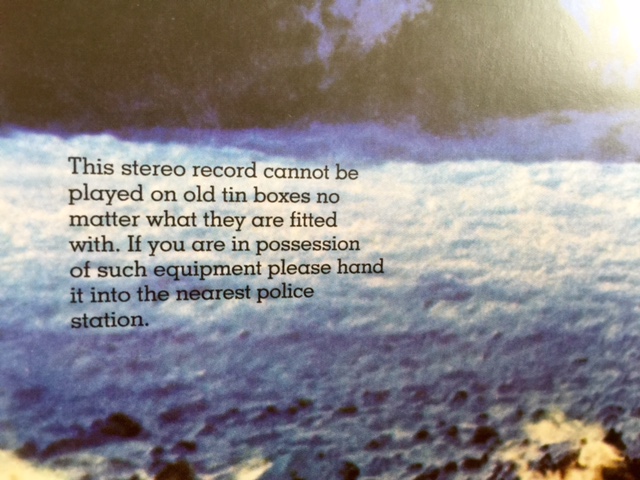 This stereo record cannot be
played on old tin boxes no
matter what they are fitted
with. If you are in possession
of such equipment please hand
it into the nearest police
station.